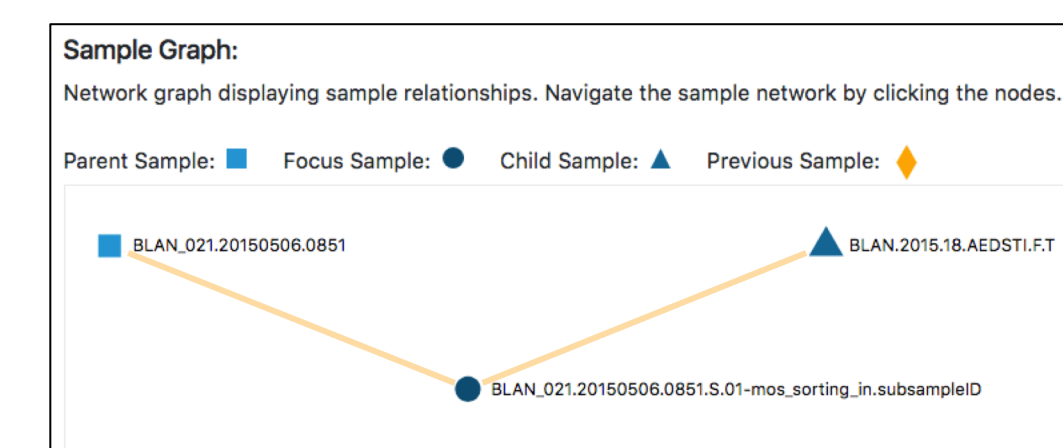 Sample Graph:
Network graph displaying sample relationships. Navigate the sample network by clicking the nodes.
Parent Sample: Focus Sample: Child Sample: Previous Sample:
BLAN_021.20150506.0851
BLAN.2015.18.AEDSTI.F.T
BLAN_021.20150506.0851.S.01-mos_sorting_in.subsampleID